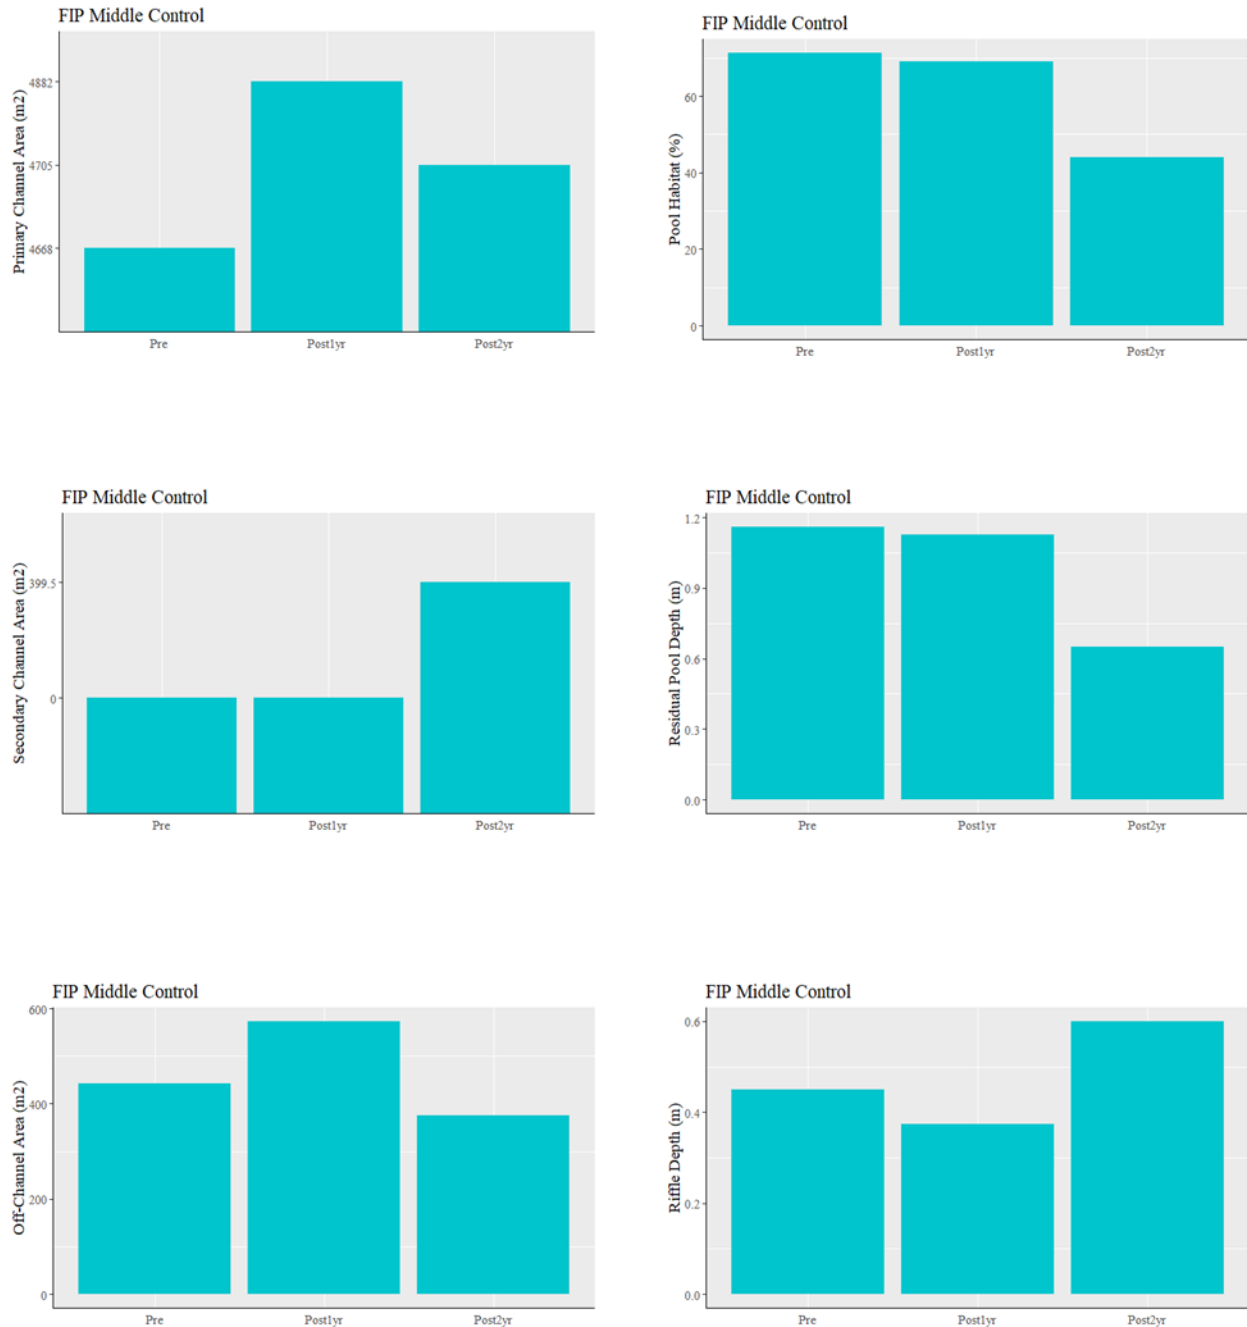 FIP Middle Control
Primary Channel Area (m2)
4882
4705
4668
Pre Post1yr Post2yr
FIP Middle Control
Pool Habitat (%)
60
40
20
0
Pre Post1yr Post2yr
FIP Middle Control
Secondary Channel Area (m2)
399.5
0
Pre Post1yr Post2yr
FIP Middle Control
Residual Pool Depth (m)
1.2
0.9
0.6
0.3
0.0
Pre Post1yr Post2yr
FIP Middle Control
Off-Channel Area (m2)
600
400
200
0
Pre Post1yr Post2yr
FIP Middle Control
Riffle Depth (m)
0.6
0.4
0.2
0.0
Pre Post1yr Post2yr